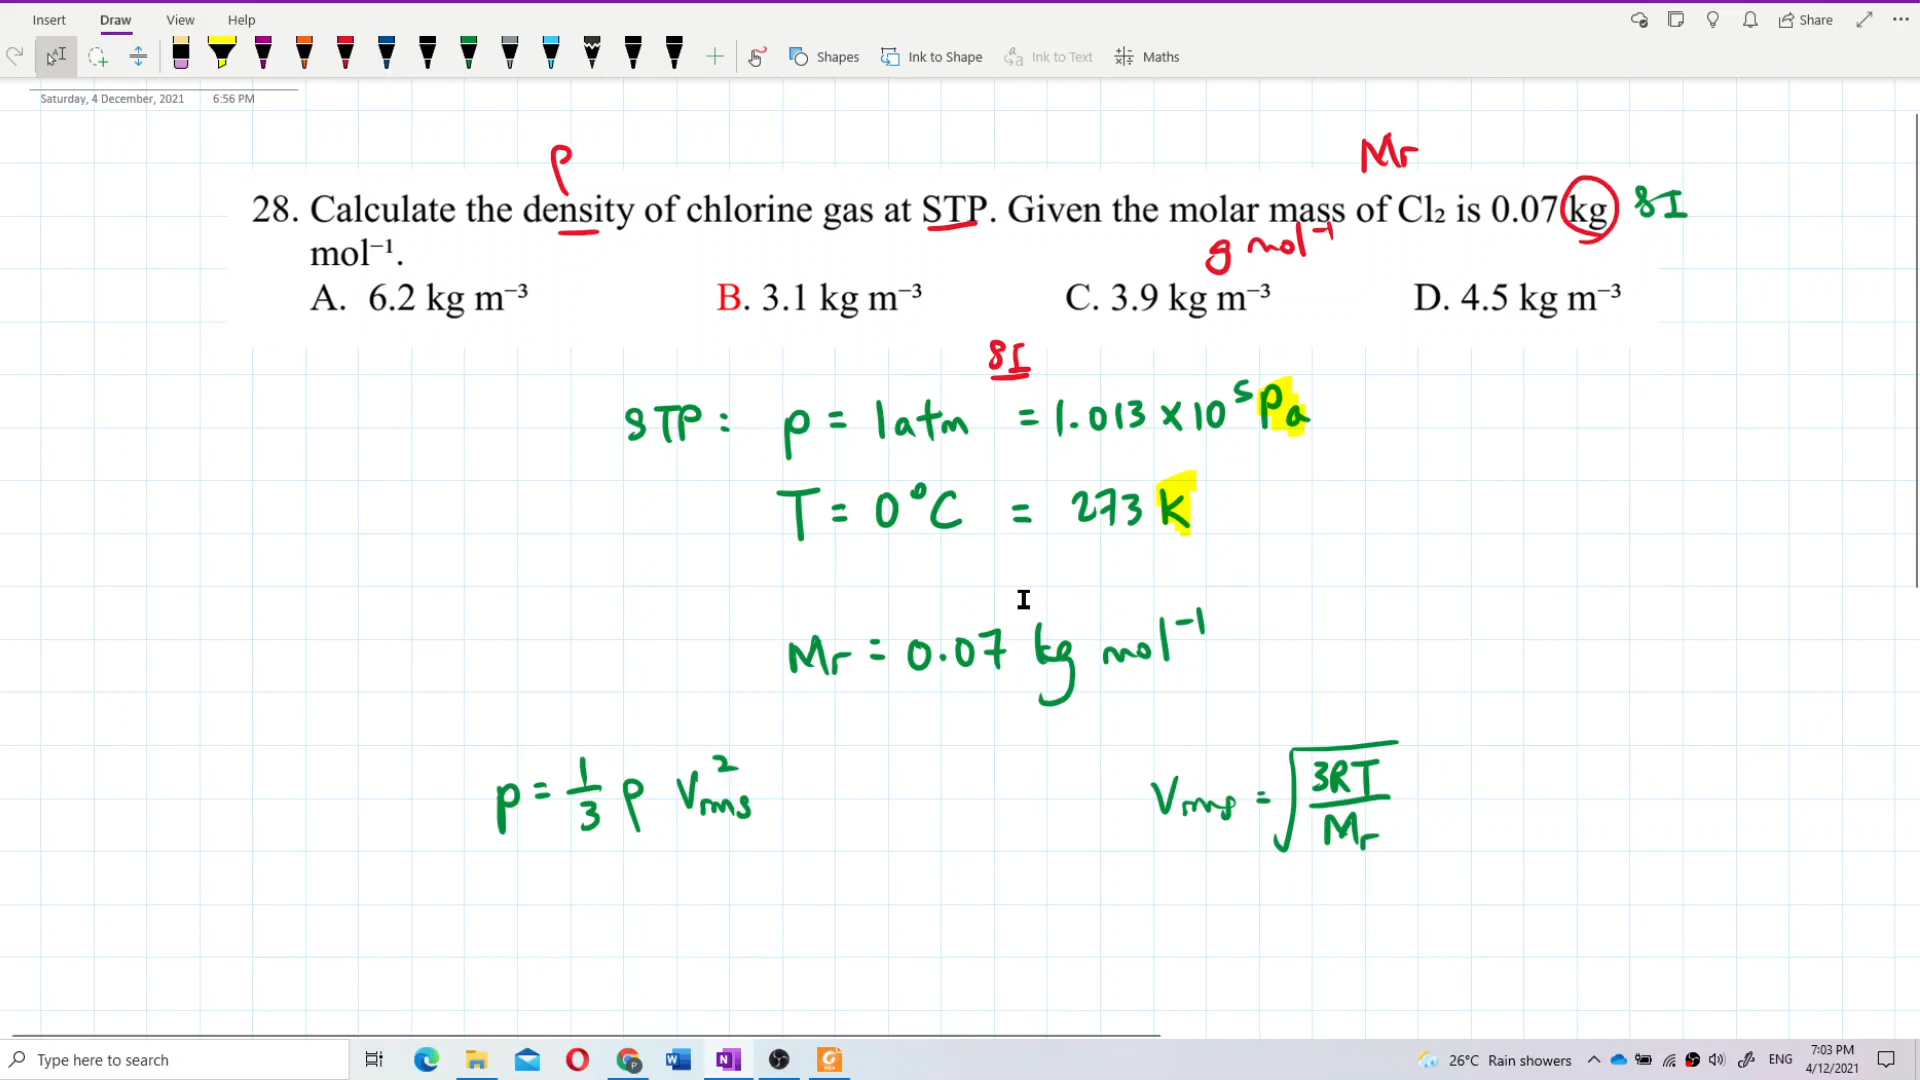 Insert Draw View Help Share
Shapes Ink to Shape Ink to Text Maths
Saturday, 4 December, 2021 6:56 PM
ρ Mr
28. Calculate the density of chlorine gas at STP. Given the molar mass of Cl₂ is 0.07 kg SI
mol⁻¹. g mol⁻¹
A. 6.2 kg m⁻³ B. 3.1 kg m⁻³ C. 3.9 kg m⁻³ D. 4.5 kg m⁻³
SI
STP: p = 1 atm = 1.013 × 10⁵ Pa
T = 0°C = 273 K
Mr = 0.07 kg mol⁻¹
p = 1/3 ρ Vrms² Vrms = √(3RT/Mr)
Type here to search 26°C Rain showers ENG 7:03 PM
4/12/2021